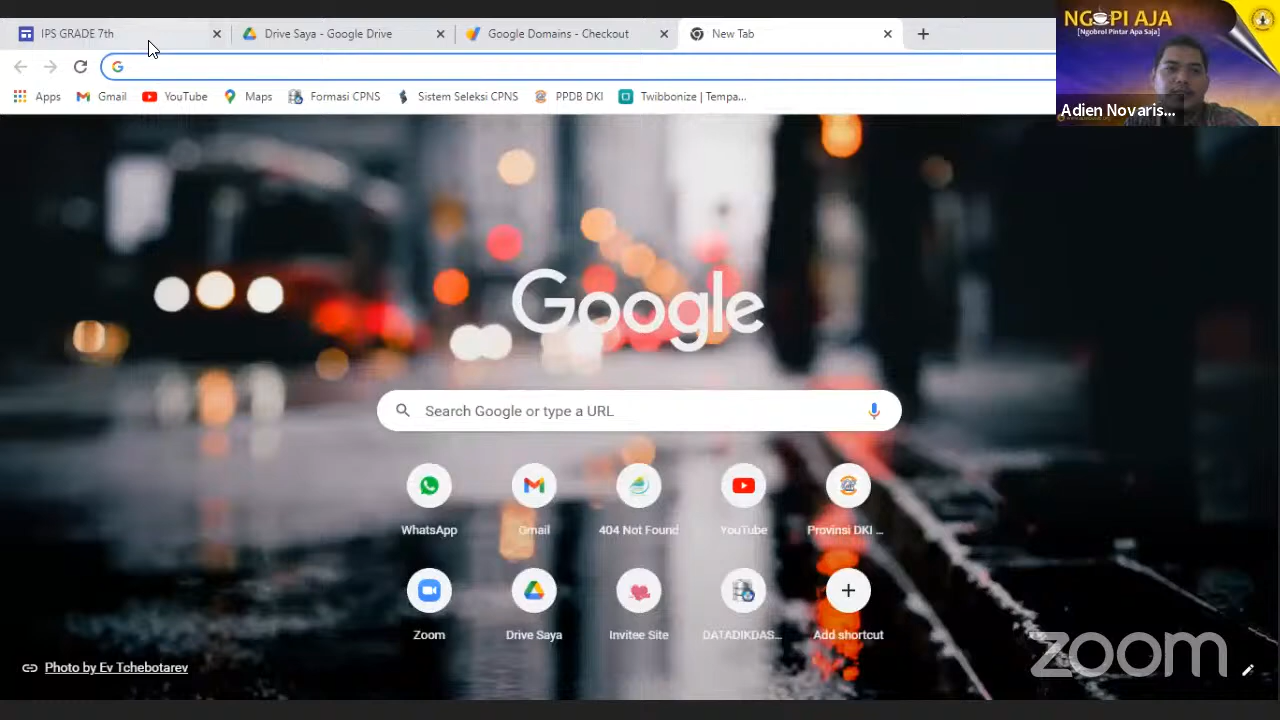 IPS GRADE 7th
Drive Saya - Google Drive
Google Domains - Checkout
New Tab
NGOPI AJA
[Ngobrol Pintar Apa Saja]
Adien Novaris...
Apps
Gmail
YouTube
Maps
Formasi CPNS
Sistem Seleksi CPNS
PPDB DKI
Twibbonize | Tempa...
Google
Search Google or type a URL
WhatsApp
Gmail
404 Not Found
YouTube
Provinsi DKI ...
Zoom
Drive Saya
Invitee Site
DATADIKDAS...
Add shortcut
Photo by Ev Tchebotarev
zoom